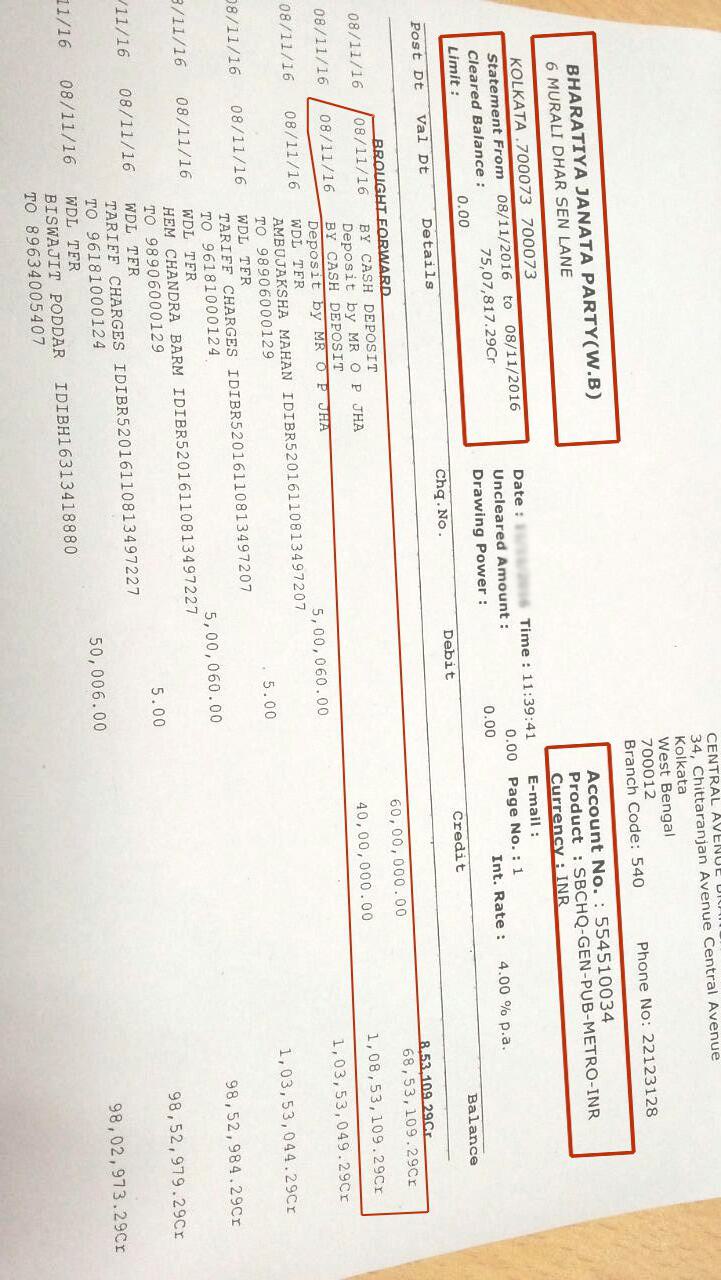 CENTRAL AVENUE
34, Chittaranjan Avenue Central Avenue
Kolkata
West Bengal
700012
Branch Code: 540 Phone No: 22123128
BHARATIYA JANATA PARTY(W.B)
6 MURALI DHAR SEN LANE
KOLKATA .700073 700073
Account No. : 554510034
Product : SBCHQ-GEN-PUB-METRO-INR
Currency : INR
Date : Time : 11:39:41 E-mail :
Statement From 08/11/2016 to 08/11/2016 Uncleared Amount : 0.00 Page No. : 1
Cleared Balance : 75,07,817.29Cr Drawing Power : 0.00 Int. Rate : 4.00 % p.a.
Limit : 0.00
Post Dt Val Dt Details Chq.No. Debit Credit Balance
BROUGHT FORWARD 8,53,109.29Cr
08/11/16 08/11/16 BY CASH DEPOSIT 60,00,000.00 68,53,109.29Cr
Deposit by MR O P JHA
08/11/16 08/11/16 BY CASH DEPOSIT 40,00,000.00 1,08,53,109.29Cr
Deposit by MR O P JHA
08/11/16 08/11/16 WDL TFR 5,00,060.00 1,03,53,049.29Cr
AMBUJAKSHA MAHAN IDIBR52016110813497207
TO 98906000129
08/11/16 08/11/16 WDL TFR 5.00 1,03,53,044.29Cr
TARIFF CHARGES IDIBR52016110813497207
TO 96181000124
08/11/16 08/11/16 WDL TFR 5,00,060.00 98,52,984.29Cr
HEM CHANDRA BARM IDIBR52016110813497227
TO 98906000129
/11/16 08/11/16 WDL TFR 5.00 98,52,979.29Cr
TARIFF CHARGES IDIBR52016110813497227
TO 96181000124
11/16 08/11/16 WDL TFR 50,006.00 98,02,973.29Cr
BISWAJIT PODDAR IDIBH16313418880
TO 89634005407